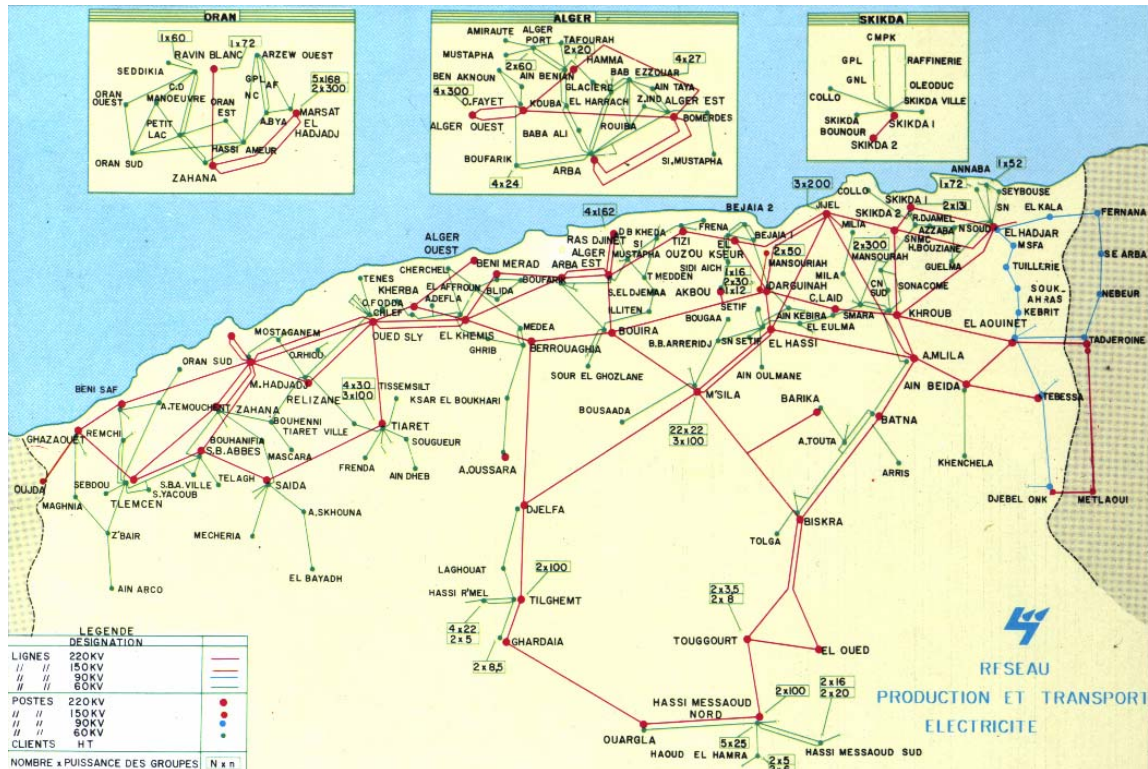 ORAN
1x60
RAVIN BLANC
1x72
ARZEW OUEST
SEDDIKIA
C.D
GPL
AF
5x168
2x300
ORAN
OUEST
MANOEUVRE
ORAN
EST
NC
MARSAT
EL
HADJADJ
PETIT
LAC
A.BYA
HASSI
AMEUR
ORAN SUD
ZAHANA
ALGER
AMIRAUTE
ALGER
PORT
TAFOURAH
2x20
HAMMA
4x27
MUSTAPHA
2x60
BAB EZZOUAR
BEN AKNOUN
AIN BENIAN
GLACIERE
AIN TAYA
4x300
O.FAYET
KOUBA
EL HARRACH
Z.IND
ALGER EST
ALGER OUEST
BABA ALI
ROUIBA
BOMERDES
BOUFARIK
ARBA
SI.MUSTAPHA
4x24
SKIKDA
CMPK
GPL
RAFFINERIE
GNL
OLEODUC
COLLO
SKIKDA VILLE
SKIKDA
BOUNOUR
SKIKDA 1
SKIKDA 2
ANNABA
1x52
3x200
COLLO
1x72
SEYBOUSE
BEJAIA 2
JIJEL
SKIKDA 1
SN
EL KALA
FERNANA
4x162
SKIKDA 2
2x131
R.DJAMEL
D B KHEDA
FRENA
MILIA
AZZABA
N SOUD
EL HADJAR
RAS DJINET
SI
TIZI
EL
BEJAIA 1
SNMC
H.BOUZIANE
MSFA
ALGER
OUEST
ALGER
EST
MUSTAPHA
OUZOU
KSEUR
2x50
2x300
MANSOURAH
GUELMA
SE ARBA
BENI MERAD
ARBA
SIDI AICH
MANSOURIAH
TUILLERIE
CHERCHEL
T MEDDEN
1x16
2x30
1x12
MILA
CN
SUD
SONACOME
TENES
KHERBA
EL AFFROUN
BOUFARIK
S.EL DJEMAA
AKBOU
DARGUINAH
SOUK-
AHRAS
NEBEUR
O.FODDA
A.DEFLA
BLIDA
ILLITEN
SETIF
C.LAID
KEBRIT
CHLEF
MEDEA
BOUGAA
AIN KEBIRA
SMARA
KHROUB
EL AOUINET
MOSTAGANEM
OUED SLY
EL KHEMIS
BOUIRA
EL EULMA
TADJEROINE
ORAN SUD
O.RHIOU
GHRIB
BERROUAGHIA
B.B.ARRERIDJ
SN SETIF
EL HASSI
A.MLILA
M.HADJADJ
4x30
3x100
SOUR EL GHOZLANE
AIN OULMANE
AIN BEIDA
BENI SAF
RELIZANE
TISSEMSILT
M'SILA
TEBESSA
A.TEMOUCHENT
ZAHANA
KSAR EL BOUKHARI
BOUSAADA
BARIKA
BATNA
BOUHENNI
TIARET VILLE
TIARET
22x22
3x100
REMCHI
BOUHANIFIA
SOUGUEUR
A.TOUTA
GHAZAOUET
S.B.ABBES
MASCARA
A.OUSSARA
ARRIS
KHENCHELA
OUJDA
SEBDOU
S.B.A.VILLE
TELAGH
FRENDA
AIN DHEB
MAGHNIA
TLEMCEN
S.YACOUB
SAIDA
DJEBEL ONK
METLAOUI
DJELFA
BISKRA
Z'BAIR
MECHERIA
A.SKHOUNA
TOLGA
AIN ARCO
EL BAYADH
LAGHOUAT
2x100
HASSI R'MEL
TILGHEMT
2x3,5
2x8
4x22
2x5
GHARDAIA
TOUGGOURT
EL OUED
2x8,5
2x16
2x20
HASSI MESSAOUD
NORD
2x100
OUARGLA
5x25
HASSI MESSAOUD SUD
HAOUD EL HAMRA
2x5
RESEAU
PRODUCTION ET TRANSPORT
ELECTRICITE
LEGENDE
DESIGNATION
LIGNES 220KV
// // 150KV
// // 90KV
// // 60KV
POSTES 220KV
// // 150KV
// // 90KV
// // 60KV
CLIENTS HT
NOMBRE x PUISSANCE DES GROUPES N x n